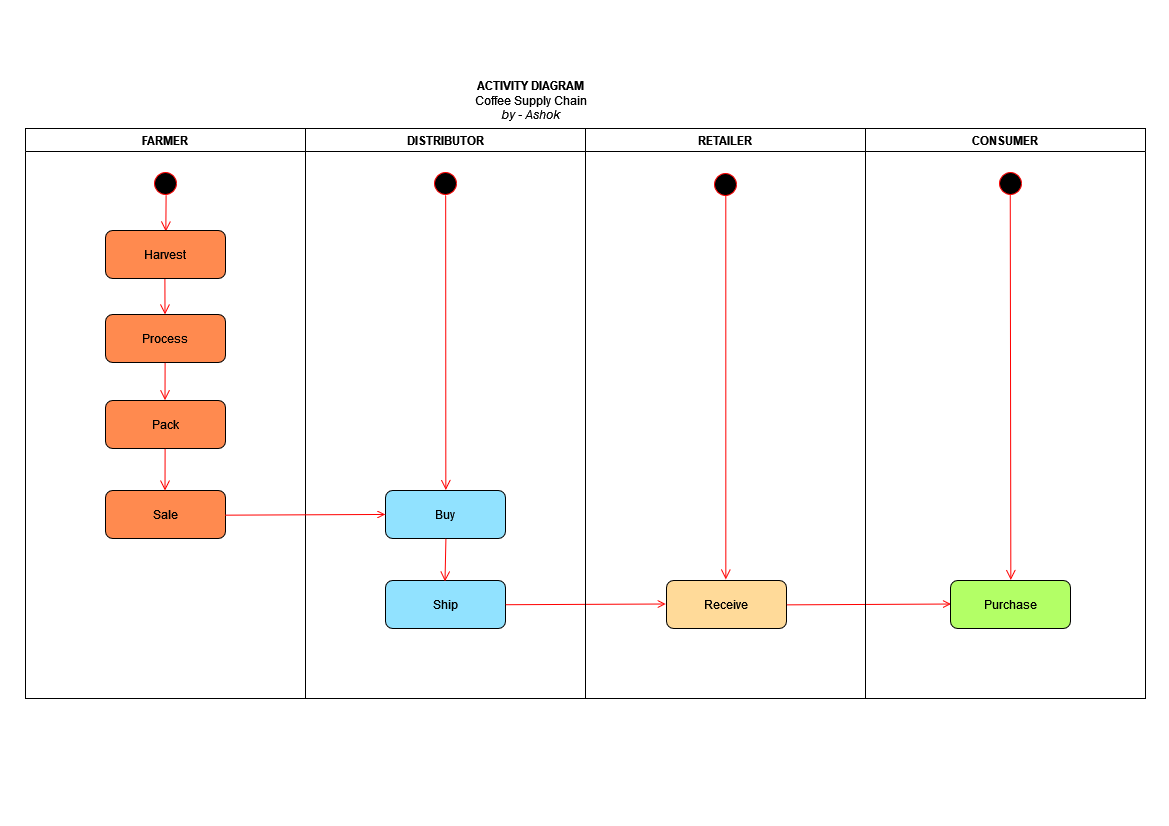 ACTIVITY DIAGRAM
Coffee Supply Chain
by - Ashok
FARMER
DISTRIBUTOR
RETAILER
CONSUMER
Harvest
Process
Pack
Sale
Buy
Ship
Receive
Purchase